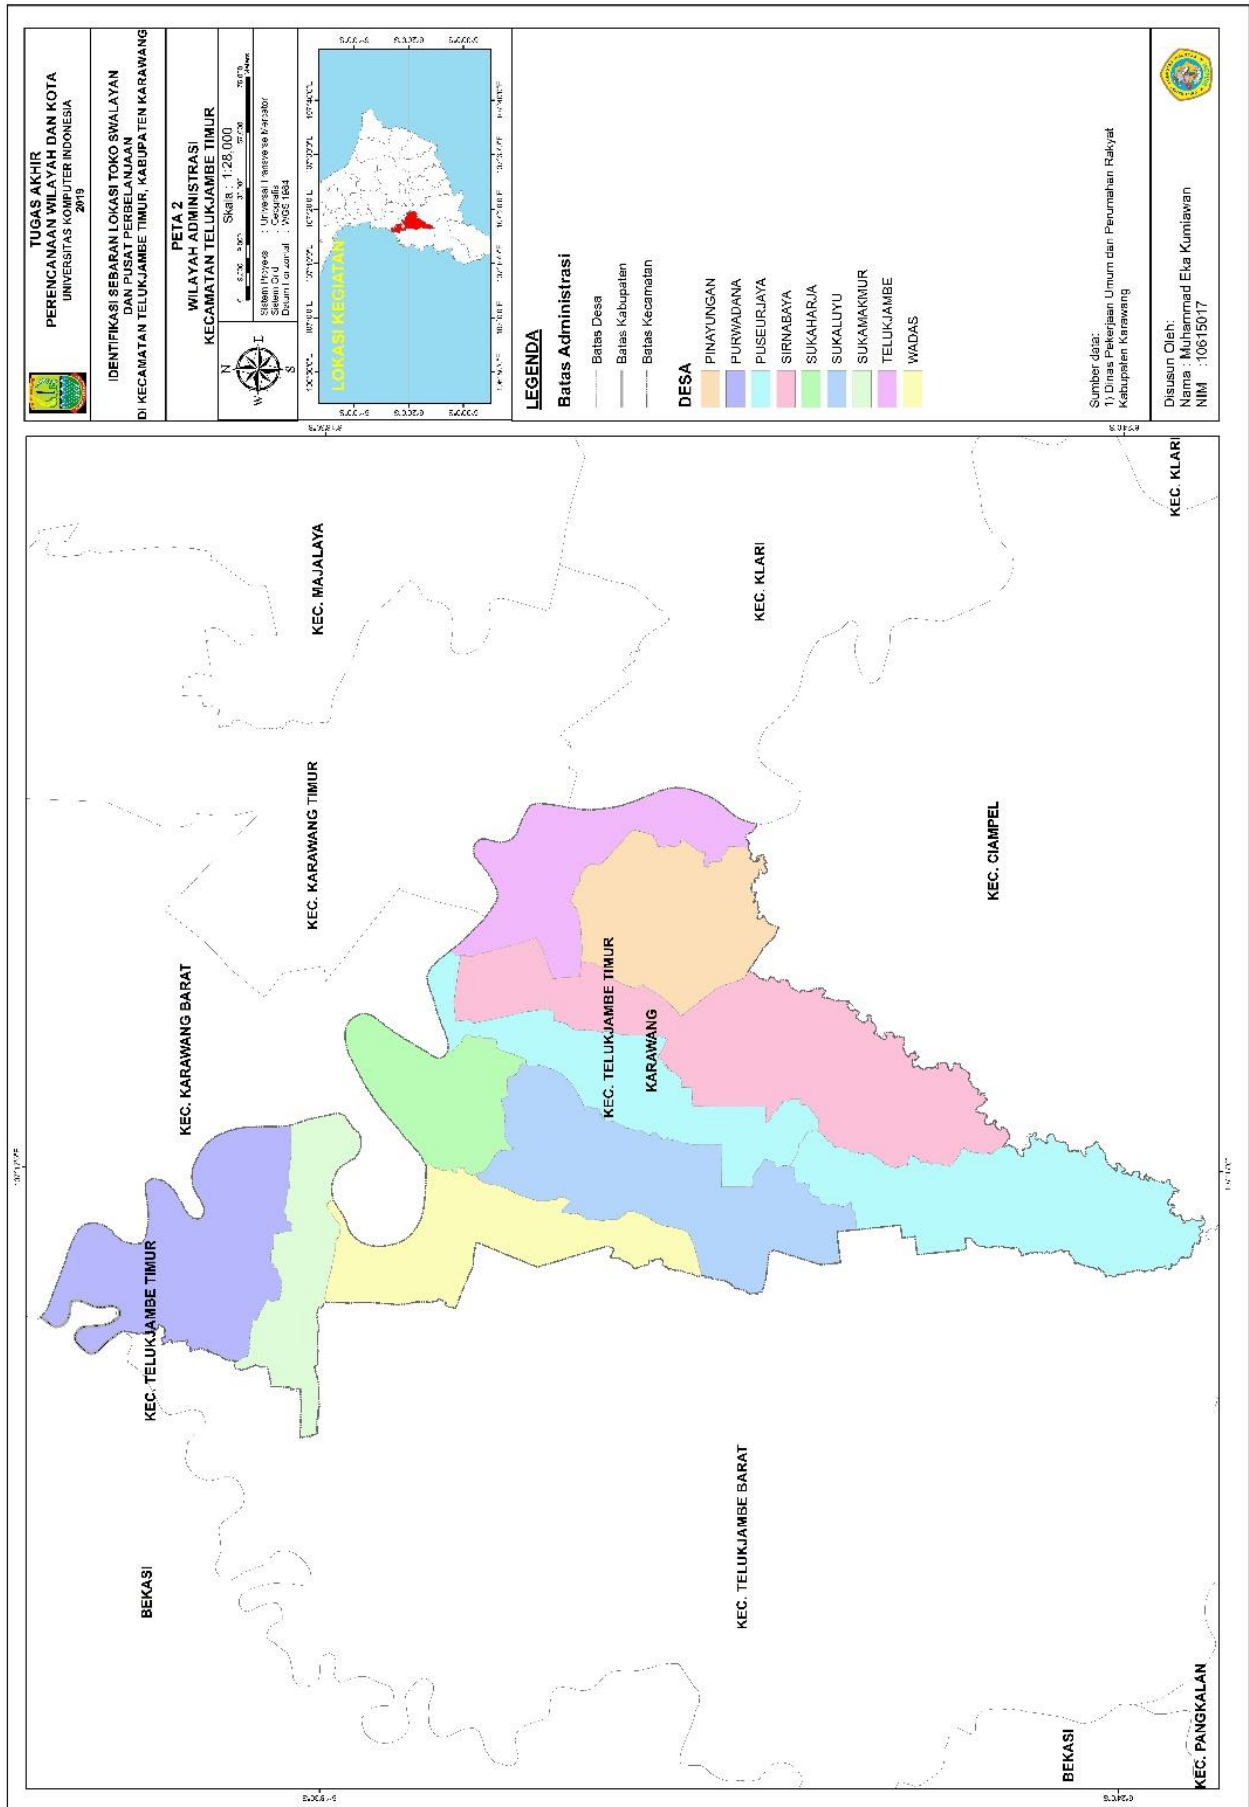 TUGAS AKHIR
PERENCANAAN WILAYAH DAN KOTA
UNIVERSITAS KOMPUTER INDONESIA
2019
IDENTIFIKASI SEBARAN LOKASI TOKO SWALAYAN
DAN PUSAT PERBELANJAAN
DI KECAMATAN TELUKJAMBE TIMUR, KABUPATEN KARAWANG
PETA 2
WILAYAH ADMINISTRASI
KECAMATAN TELUKJAMBE TIMUR
Skala : 1:28,000
N
W
S
Sistem Proyeksi : Universal Transverse Mercator
Sistem Grid : Geografis
Datum Horizontal : WGS 1984
LOKASI KEGIATAN
LEGENDA
Batas Administrasi
Batas Desa
Batas Kabupaten
Batas Kecamatan
DESA
PINAYUNGAN
PURWADANA
PUSEURJAYA
SIRNABAYA
SUKAHARJA
SUKALUYU
SUKAMAKMUR
TELUKJAMBE
WADAS
Sumber data:
1) Dinas Pekerjaan Umum dan Perumahan Rakyat
Kabupaten Karawang
Disusun Oleh:
Nama : Muhammad Eka Kurniawan
NIM : 10615017
BEKASI
KEC. TELUKJAMBE TIMUR
KEC. KARAWANG BARAT
KEC. KARAWANG TIMUR
KEC. MAJALAYA
KEC. TELUKJAMBE TIMUR
KARAWANG
KEC. KLARI
KEC. TELUKJAMBE BARAT
KEC. CIAMPEL
BEKASI
KEC. PANGKALAN
KEC. KLARI